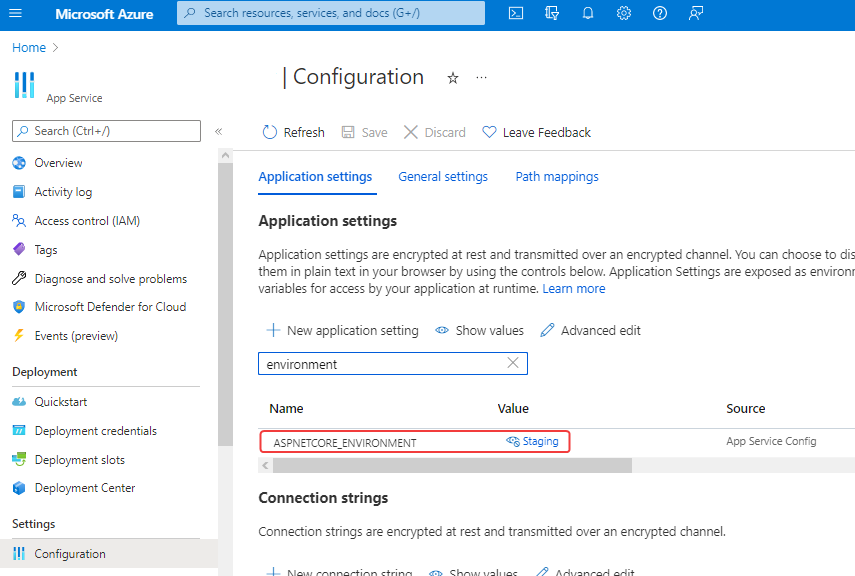 Microsoft Azure
Search resources, services, and docs (G+/)
Home
| Configuration
App Service
Search (Ctrl+/)
Overview
Activity log
Access control (IAM)
Tags
Diagnose and solve problems
Microsoft Defender for Cloud
Events (preview)
Deployment
Quickstart
Deployment credentials
Deployment slots
Deployment Center
Settings
Configuration
Refresh
Save
Discard
Leave Feedback
Application settings
General settings
Path mappings
Application settings
Application settings are encrypted at rest and transmitted over an encrypted channel. You can choose to dis
them in plain text in your browser by using the controls below. Application Settings are exposed as environ
variables for access by your application at runtime. Learn more
New application setting
Show values
Advanced edit
environment
Name Value Source
ASPNETCORE_ENVIRONMENT Staging App Service Config
Connection strings
Connection strings are encrypted at rest and transmitted over an encrypted channel.
New connection string
Show values
Advanced edit